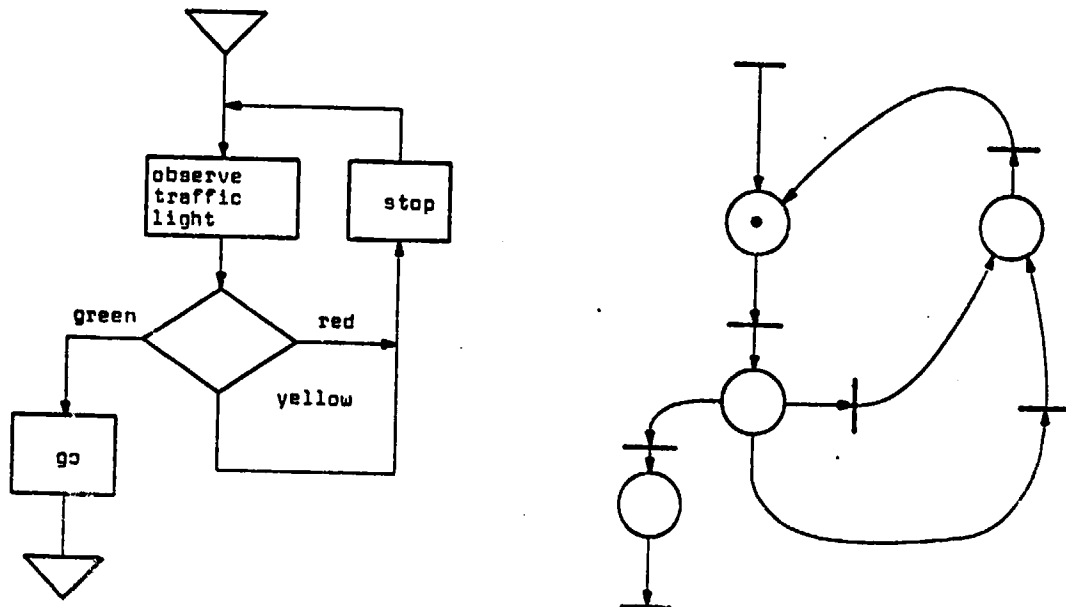 observe
traffic
light
stop
green
red
yellow
go